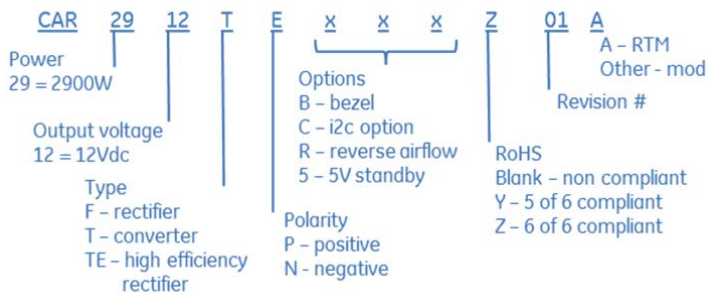 CAR 29 12 T E x x x Z 01 A
A – RTM
Other - mod
Revision #
Power
29 = 2900W
Options
B – bezel
C – i2c option
R – reverse airflow
5 – 5V standby
Output voltage
12 = 12Vdc
RoHS
Blank – non compliant
Y – 5 of 6 compliant
Z – 6 of 6 compliant
Type
F – rectifier
T – converter
TE – high efficiency
rectifier
Polarity
P – positive
N - negative